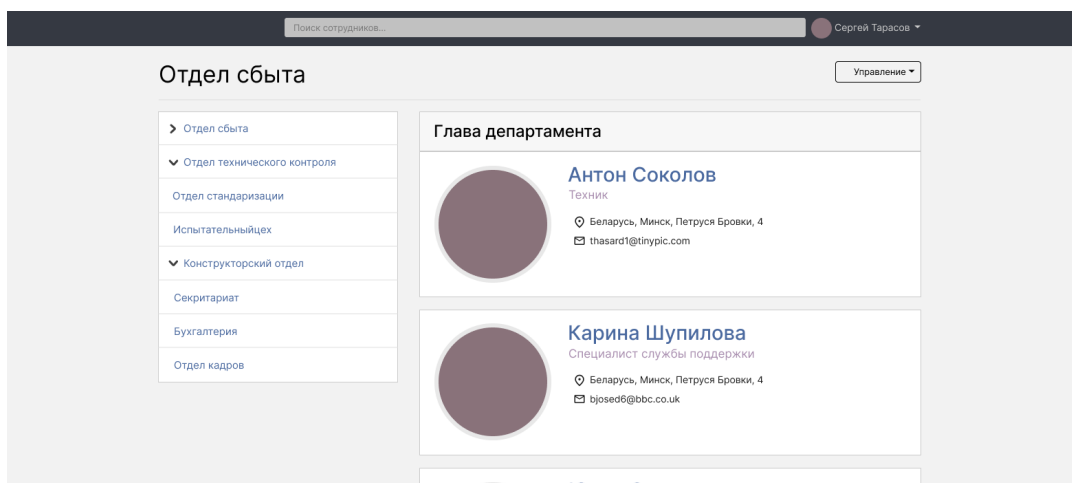 Поиск сотрудников...
Сергей Тарасов
Отдел сбыта
Управление
Отдел сбыта
Отдел технического контроля
Отдел стандаризации
Испытательныйцех
Конструкторский отдел
Секритариат
Бухгалтерия
Отдел кадров
Глава департамента
Антон Соколов
Техник
Беларусь, Минск, Петруся Бровки, 4
thasard1@tinypic.com
Карина Шупилова
Специалист службы поддержки
Беларусь, Минск, Петруся Бровки, 4
bjosed6@bbc.co.uk